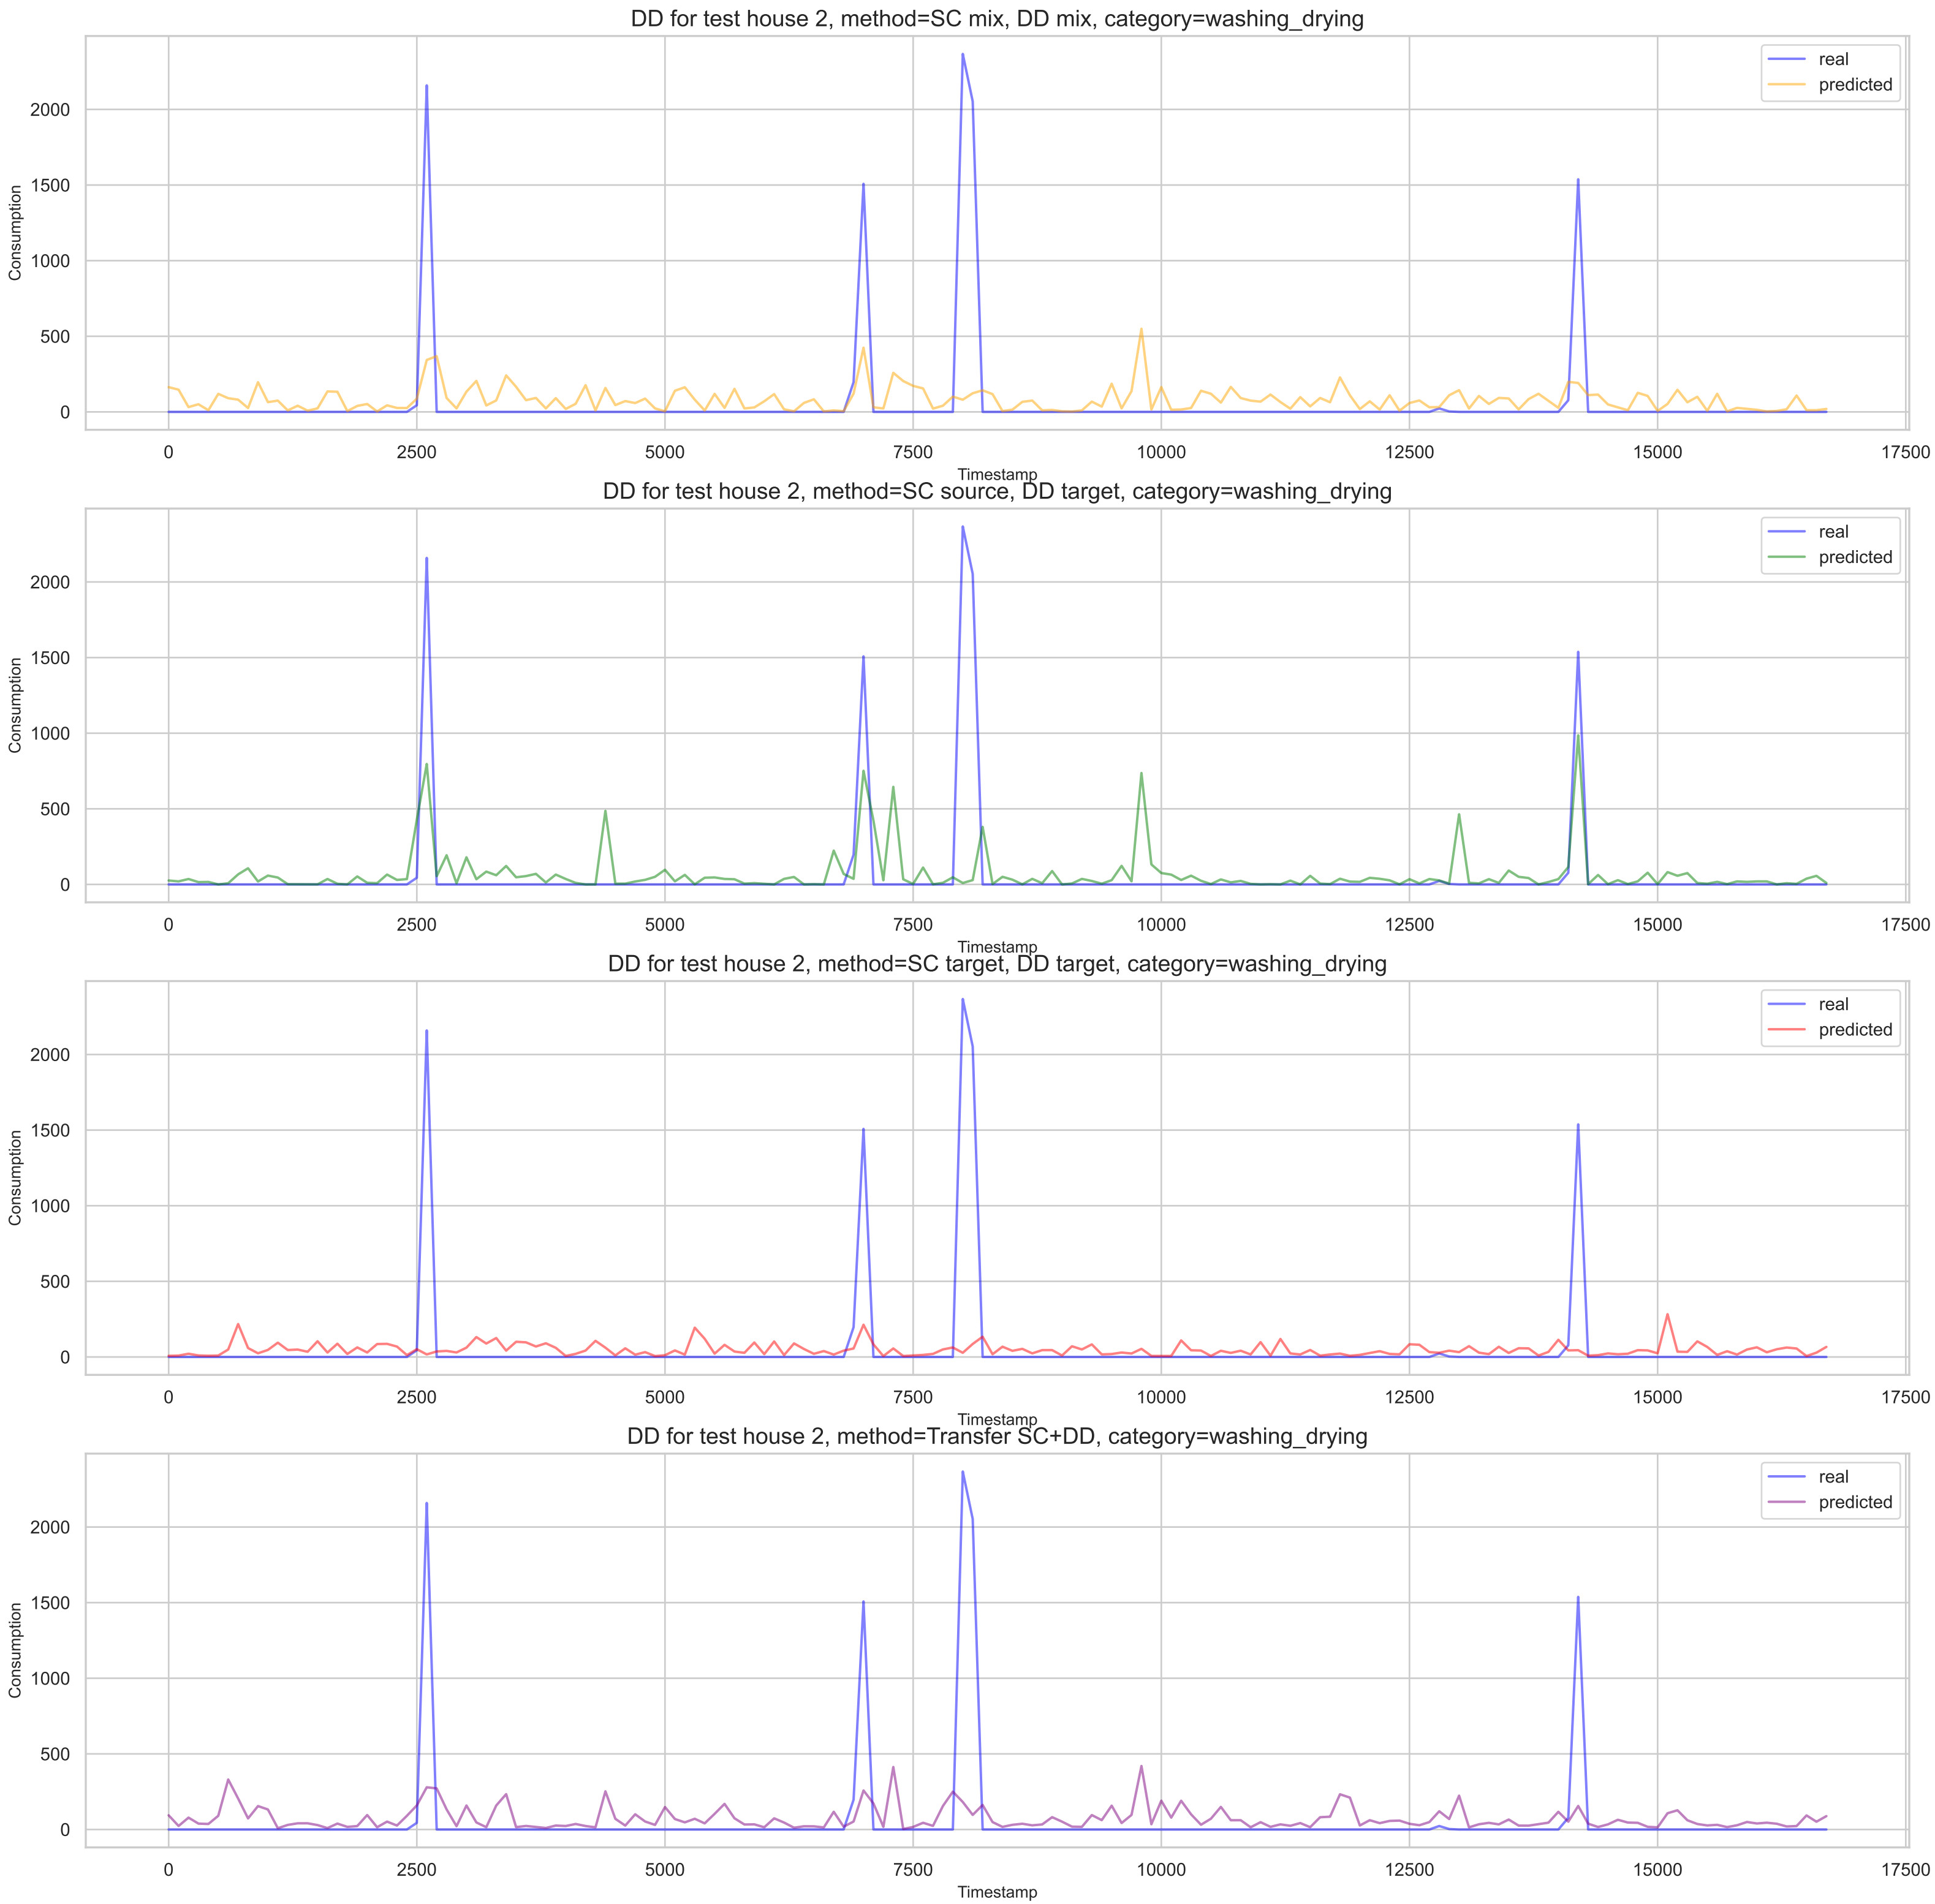 DD for test house 2, method=SC mix, DD mix, category=washing_drying
real
predicted
2000
1500
1000
500
0
Consumption
0 2500 5000 7500 10000 12500 15000 17500
Timestamp
DD for test house 2, method=SC source, DD target, category=washing_drying
real
predicted
2000
1500
1000
500
0
Consumption
0 2500 5000 7500 10000 12500 15000 17500
Timestamp
DD for test house 2, method=SC target, DD target, category=washing_drying
real
predicted
2000
1500
1000
500
0
Consumption
0 2500 5000 7500 10000 12500 15000 17500
Timestamp
DD for test house 2, method=Transfer SC+DD, category=washing_drying
real
predicted
2000
1500
1000
500
0
Consumption
0 2500 5000 7500 10000 12500 15000 17500
Timestamp